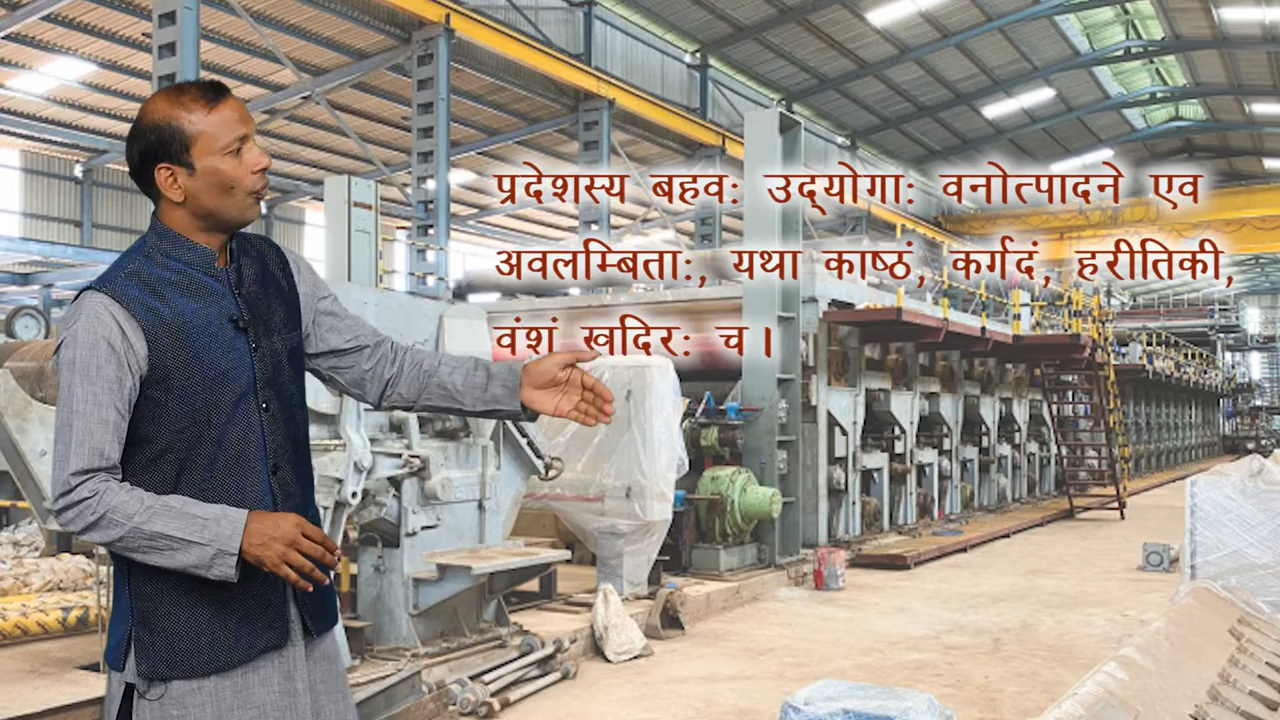 प्रदेशस्य बहवः उद्‌योगाः वनोत्पादने एव
अवलम्बिताः, यथा काष्ठं, कर्गदं, हरीतिकी,
वंशं खदिरः च।